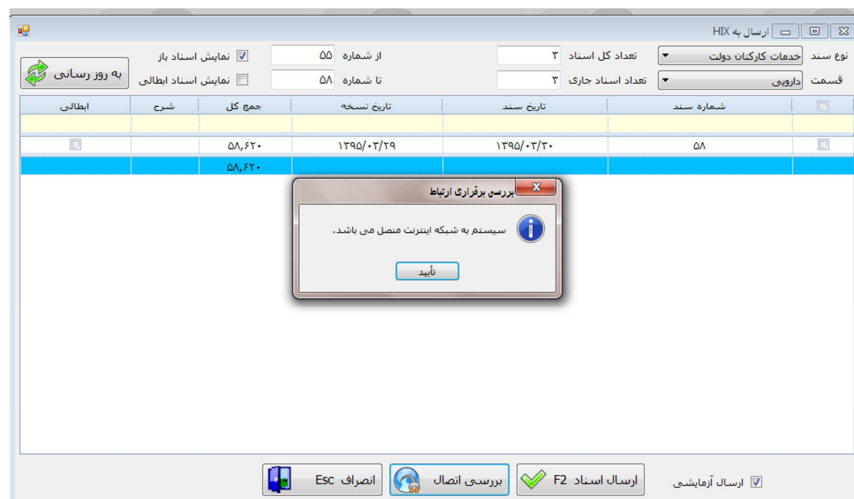 ارسال به HIX
نوع سند خدمات کارکنان دولت تعداد کل اسناد ۳ از شماره ۵۵ نمایش اسناد باز
قسمت دارویی تعداد اسناد جاری ۳ تا شماره ۵۸ نمایش اسناد ابطالی به روز رسانی
شماره سند تاریخ سند تاریخ نسخه جمع کل شرح ابطالی
۵۸ ۱۳۹۵/۰۳/۳۰ ۱۳۹۵/۰۳/۲۹ ۵۸,۶۲۰
۵۸,۶۲۰
بررسی برقراری ارتباط
سیستم به شبکه اینترنت متصل می باشد.
تأیید
ارسال آزمایشی ارسال اسناد F2 بررسی اتصال انصراف Esc